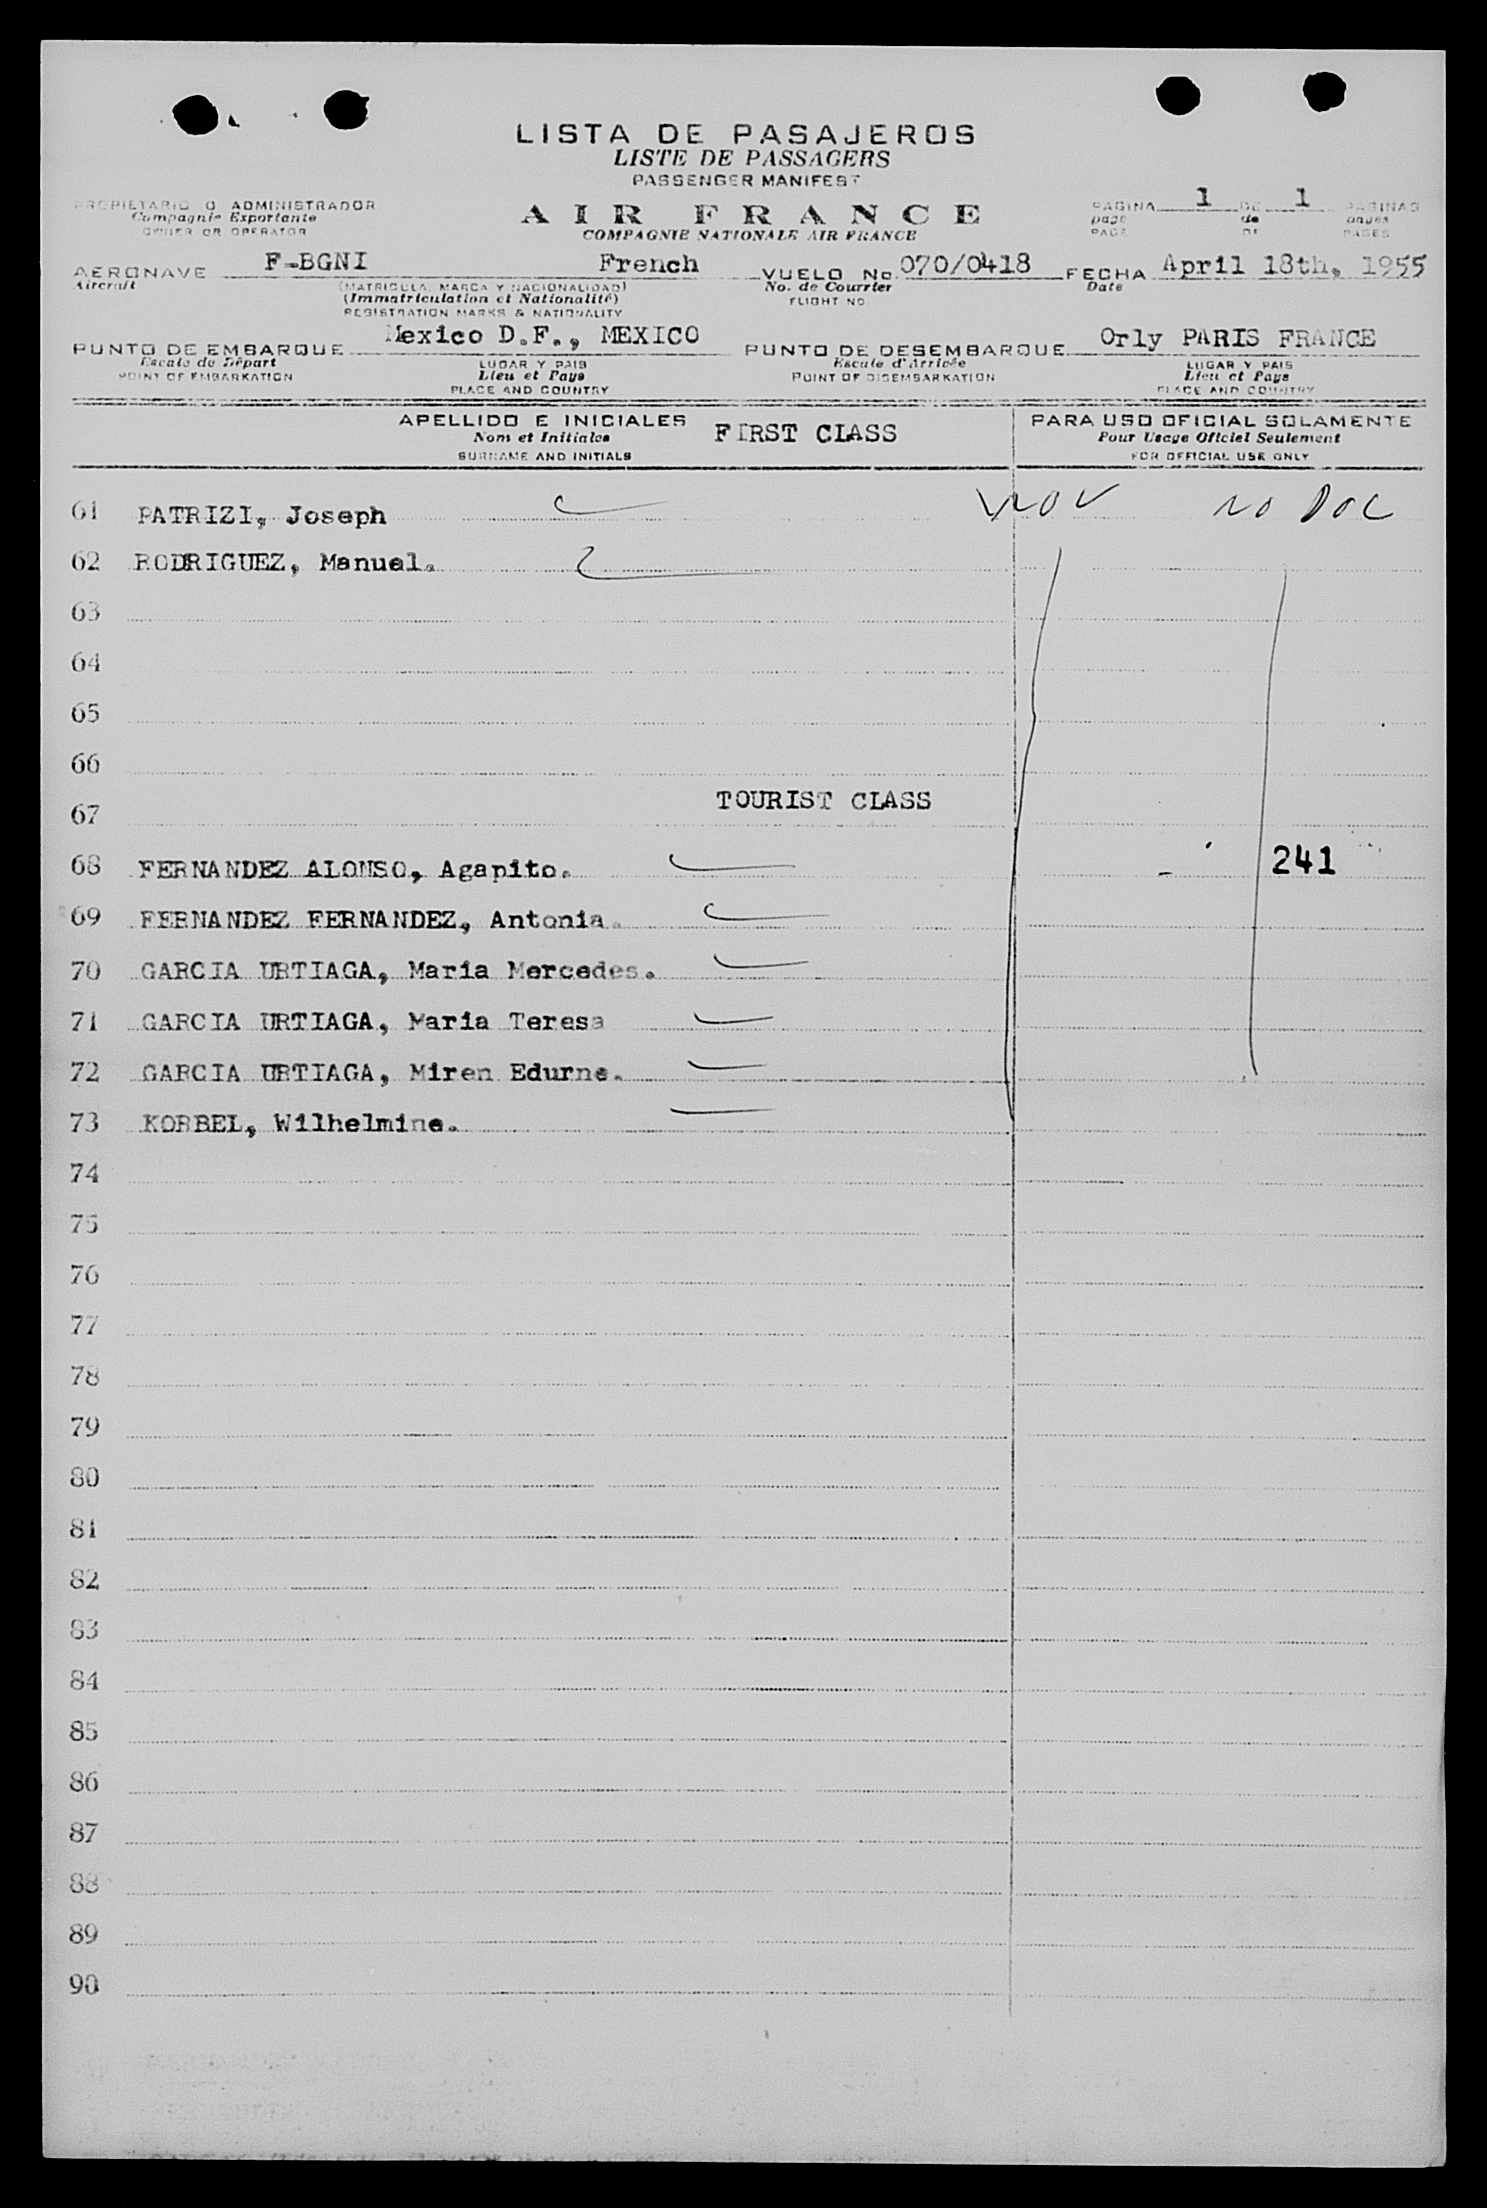 LISTA DE PASAJEROS
LISTE DE PASSAGERS
PASSENGER MANIFEST
PROPIETARIO O ADMINISTRADOR
Compagnie Exportante
OWNER OR OPERATOR
AIR FRANCE
COMPAGNIE NATIONALE AIR FRANCE
PAGINA 1 DE 1 PAGINAS
page de pages
PAGE OF PAGES
AERONAVE F-BGNI French VUELO No 070/0418 FECHA April 18th, 1955
Aircraft (MATRICULA, MARCA Y NACIONALIDAD) No. de Courrier Date
(Immatriculation et Nationalité) FLIGHT NO
REGISTRATION MARKS & NATIONALITY
PUNTO DE EMBARQUE Mexico D.F., MEXICO PUNTO DE DESEMBARQUE Orly PARIS FRANCE
Escale de Départ LUGAR Y PAIS Escale d'Arrivée LUGAR Y PAIS
POINT OF EMBARKATION Lieu et Pays POINT OF DISEMBARKATION Lieu et Pays
PLACE AND COUNTRY PLACE AND COUNTRY
APELLIDO E INICIALES FIRST CLASS PARA USO OFICIAL SOLAMENTE
Nom et Initiales Pour Usage Officiel Seulement
SURNAME AND INITIALS FOR OFFICIAL USE ONLY
61 PATRIZI, Joseph NO DOC
62 RODRIGUEZ, Manuel.
63
64
65
66
67 TOURIST CLASS
68 FERNANDEZ ALONSO, Agapito. 241
69 FERNANDEZ FERNANDEZ, Antonia.
70 GARCIA URTIAGA, Maria Mercedes.
71 GARCIA URTIAGA, Maria Teresa
72 GARCIA URTIAGA, Miren Edurne.
73 KORBEL, Wilhelmine.
74
75
76
77
78
79
80
81
82
83
84
85
86
87
88
89
90